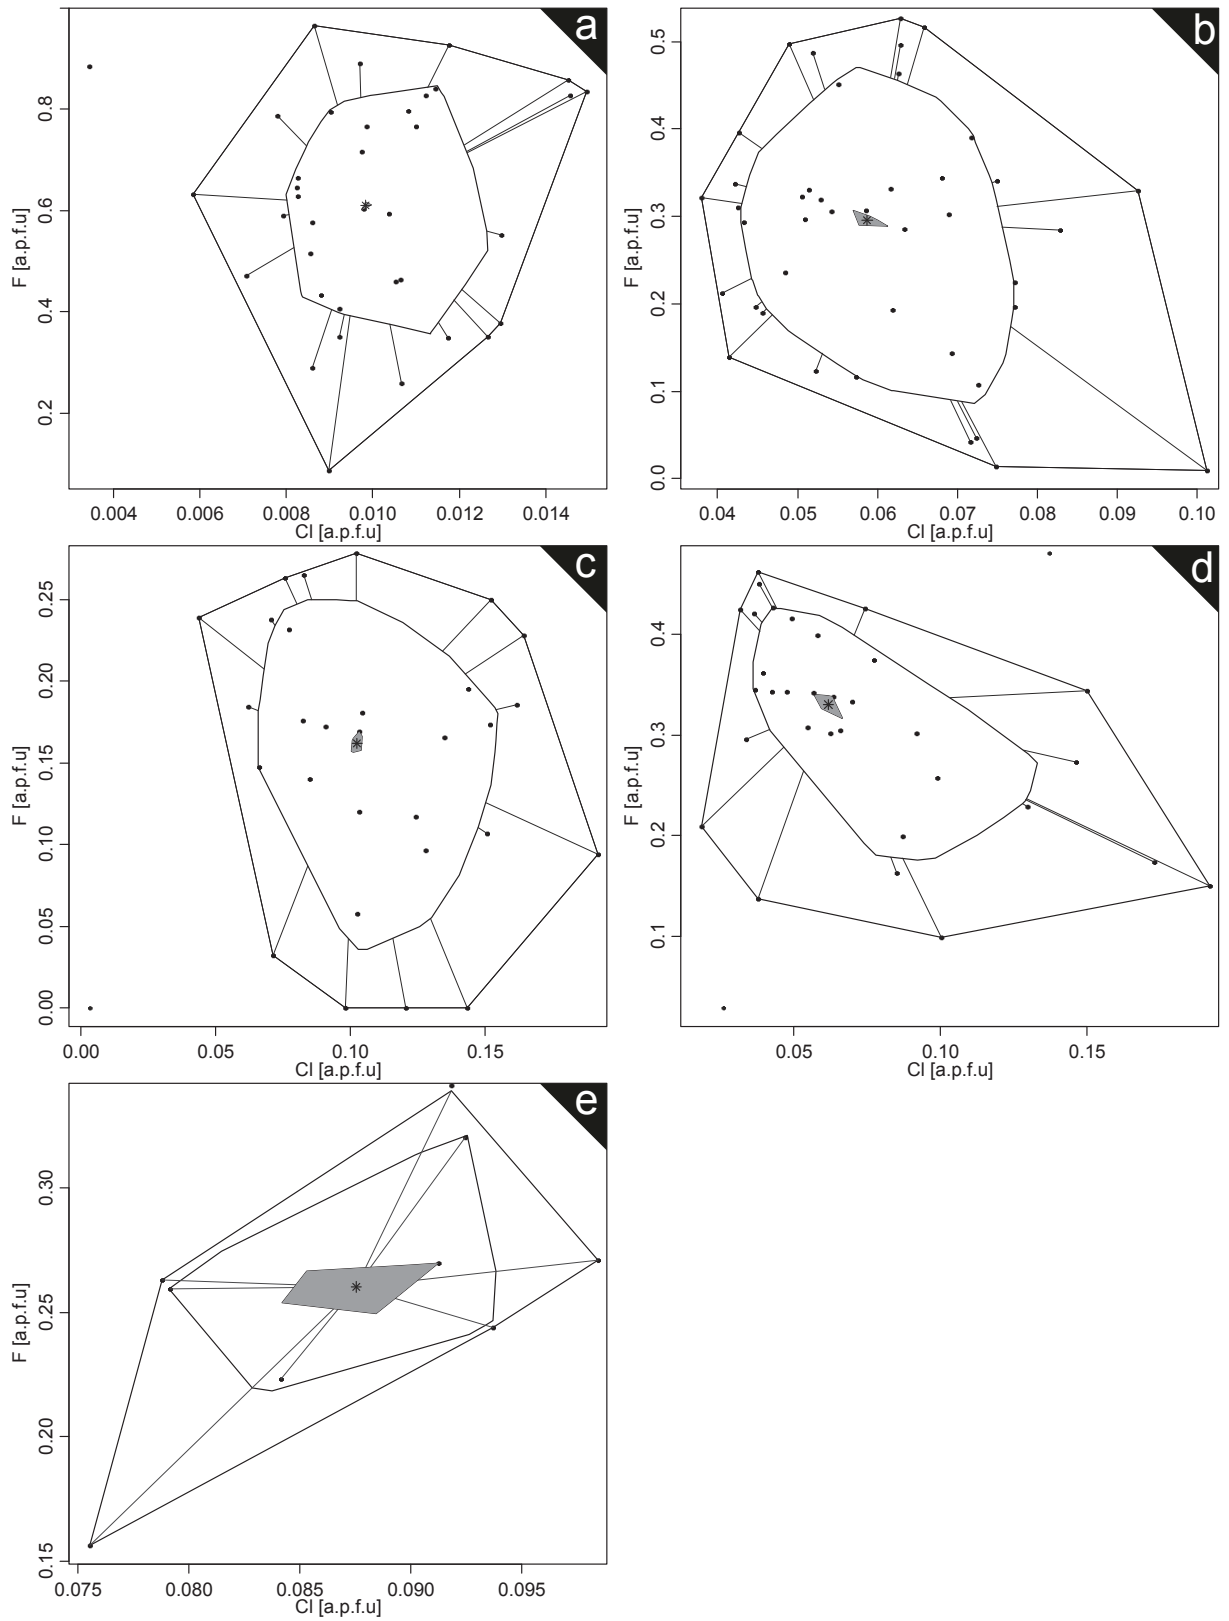 a
F [a.p.f.u]
0.8
0.6
0.4
0.2
0.004 0.006 0.008 0.010 0.012 0.014
Cl [a.p.f.u]
b
F [a.p.f.u]
0.5
0.4
0.3
0.2
0.1
0.0
0.04 0.05 0.06 0.07 0.08 0.09 0.10
Cl [a.p.f.u]
c
F [a.p.f.u]
0.25
0.20
0.15
0.10
0.05
0.00
0.00 0.05 0.10 0.15
Cl [a.p.f.u]
d
F [a.p.f.u]
0.4
0.3
0.2
0.1
0.05 0.10 0.15
Cl [a.p.f.u]
e
F [a.p.f.u]
0.30
0.25
0.20
0.15
0.075 0.080 0.085 0.090 0.095
Cl [a.p.f.u]